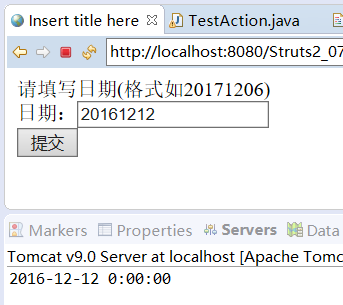 Insert title here TestAction.java
http://localhost:8080/Struts2_07
请填写日期(格式如20171206)
日期：20161212
提交
Markers Properties Servers Data
Tomcat v9.0 Server at localhost [Apache Tomc
2016-12-12 0:00:00